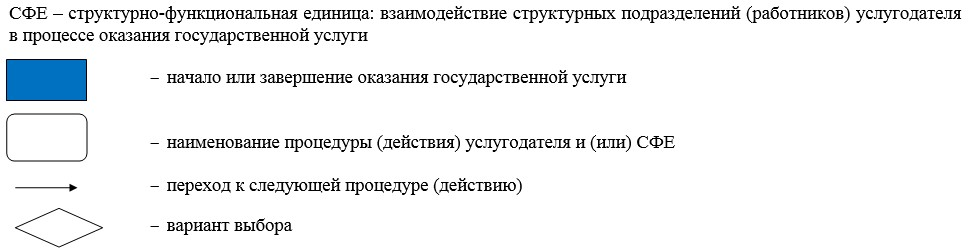 СФЕ – структурно-функциональная единица: взаимодействие структурных подразделений (работников) услугодателя
в процессе оказания государственной услуги
– начало или завершение оказания государственной услуги
– наименование процедуры (действия) услугодателя и (или) СФЕ
– переход к следующей процедуре (действию)
– вариант выбора